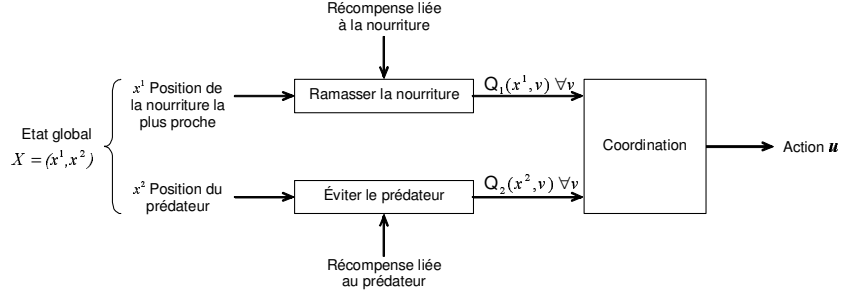 Récompense liée
à la nourriture
x¹ Position de
la nourriture la
plus proche
Ramasser la nourriture
Q₁(x¹,v) ∀v
Etat global
X = (x¹,x²)
Coordination
Action u
x² Position du
prédateur
Éviter le prédateur
Q₂(x²,v) ∀v
Récompense liée
au prédateur